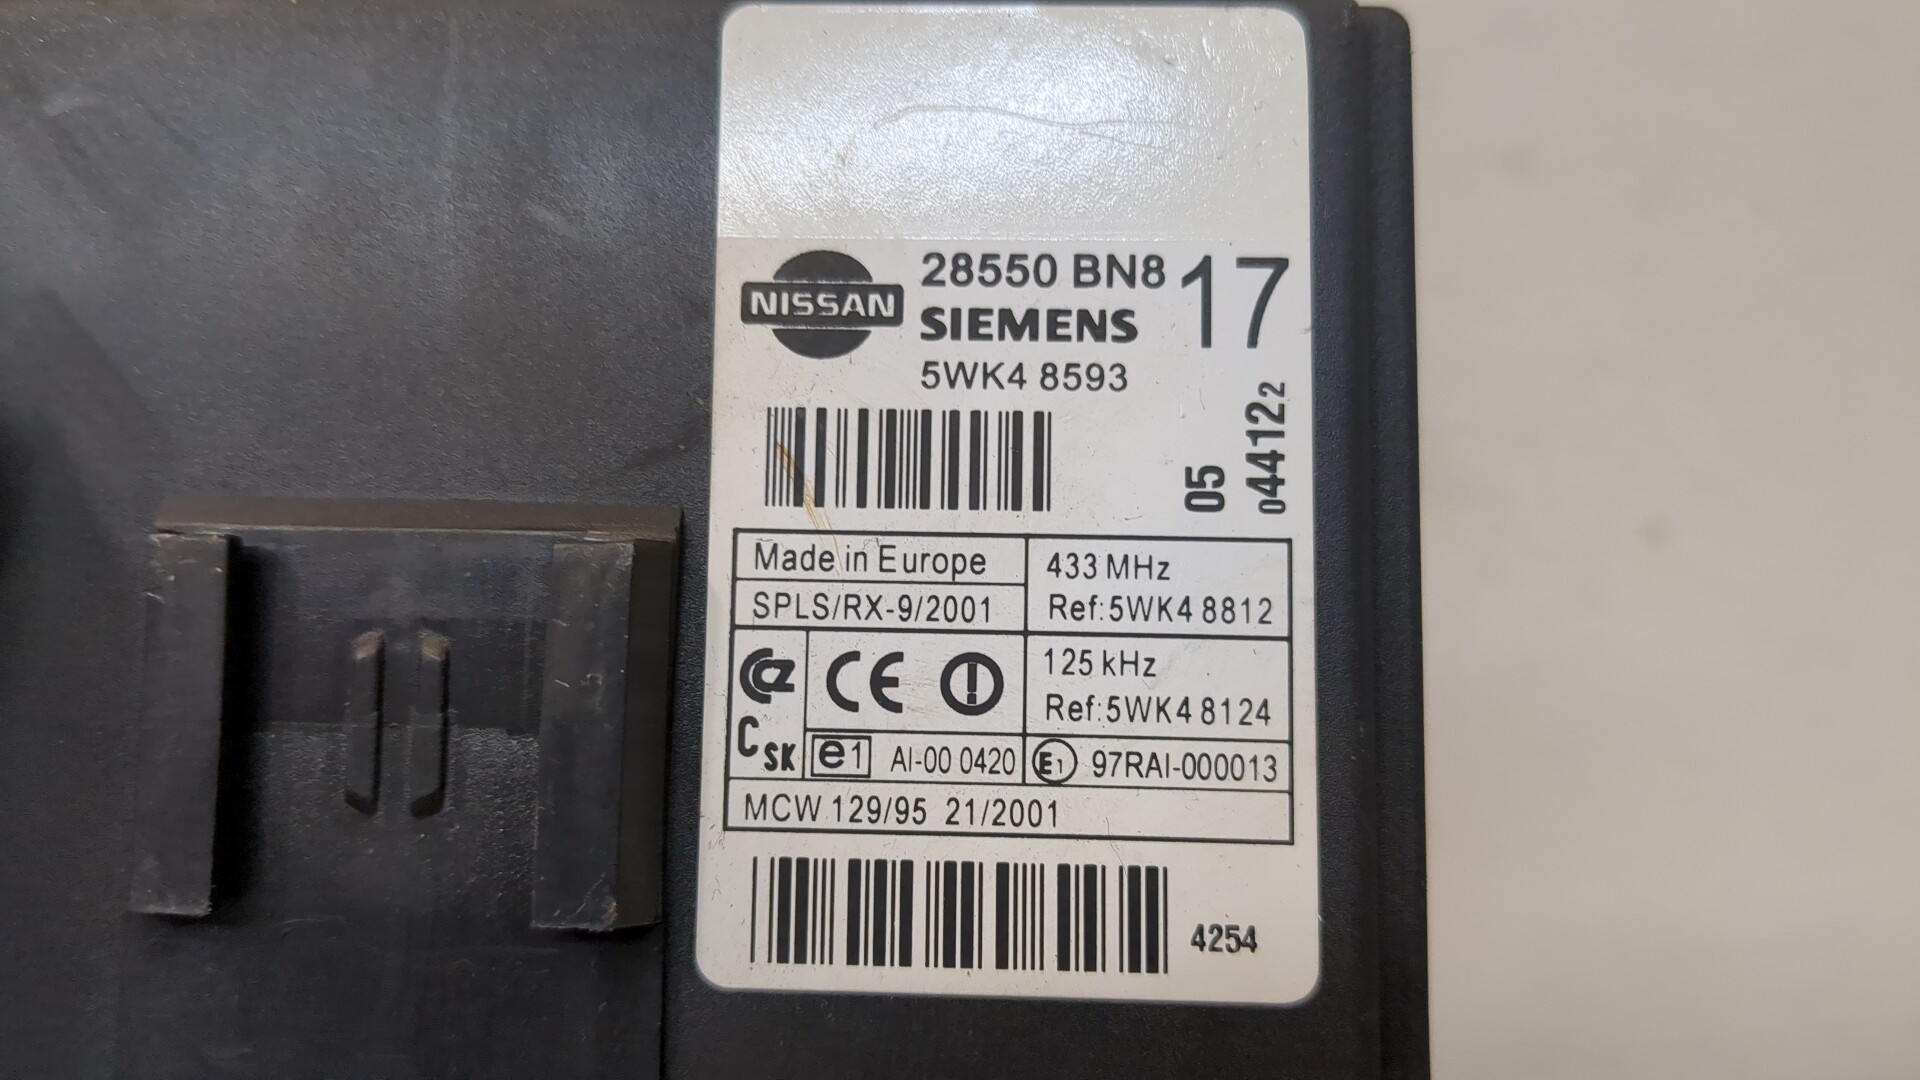 NISSAN
28550 BN8 17
SIEMENS
5WK4 8593
05
044122
Made in Europe
433 MHz
SPLS/RX-9/2001
Ref:5WK4 8812
125 kHz
Ref:5WK4 8124
CE
C SK
e1 AI-00 0420
E1 97RAI-000013
MCW 129/95 21/2001
4254